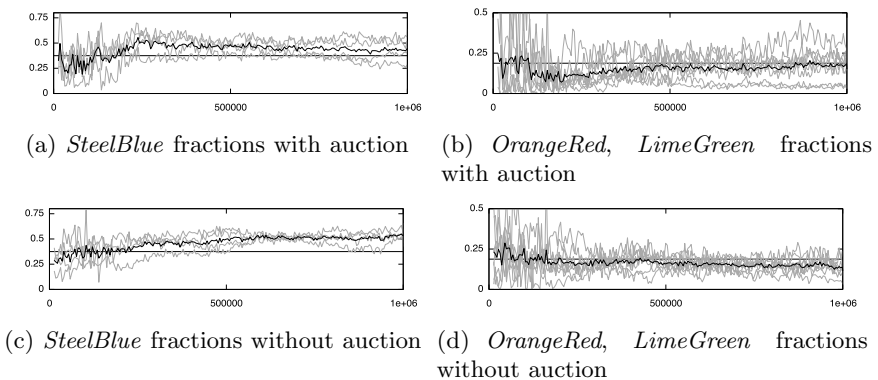 0.75
0.5
0.25
0
0
500000
1e+06
(a) SteelBlue fractions with auction
0.5
0.25
0
0
500000
1e+06
(b) OrangeRed, LimeGreen fractions
with auction
0.75
0.5
0.25
0
0
500000
1e+06
(c) SteelBlue fractions without auction
0.5
0.25
0
0
500000
1e+06
(d) OrangeRed, LimeGreen fractions
without auction